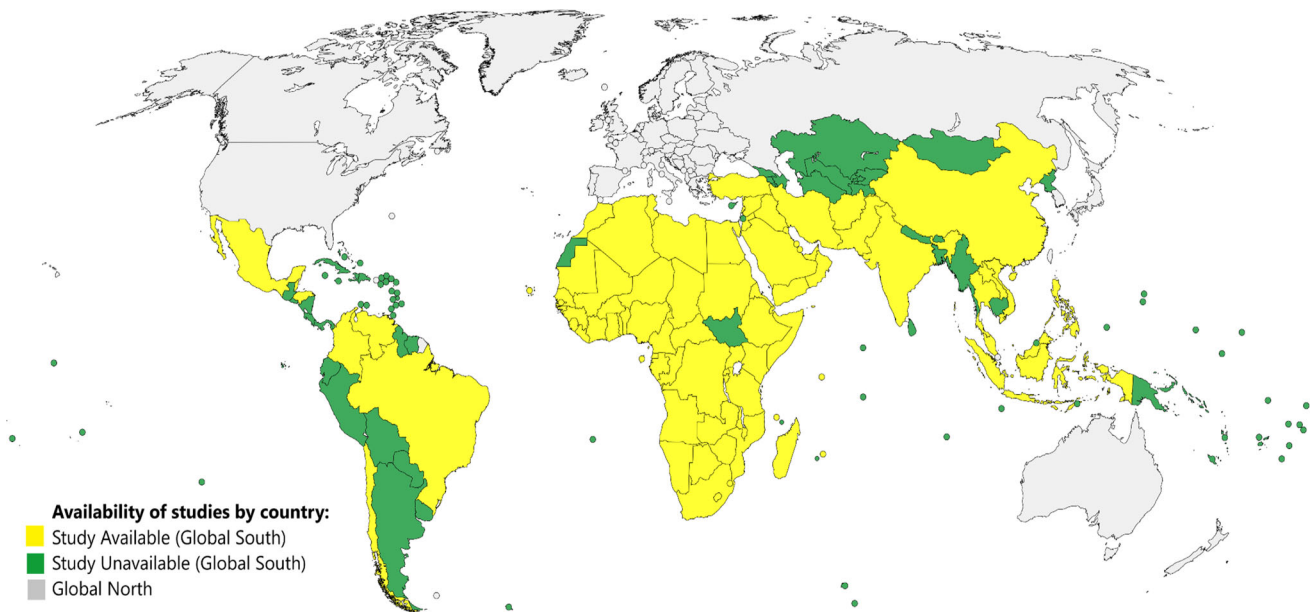 Availability of studies by country:
Study Available (Global South)
Study Unavailable (Global South)
Global North